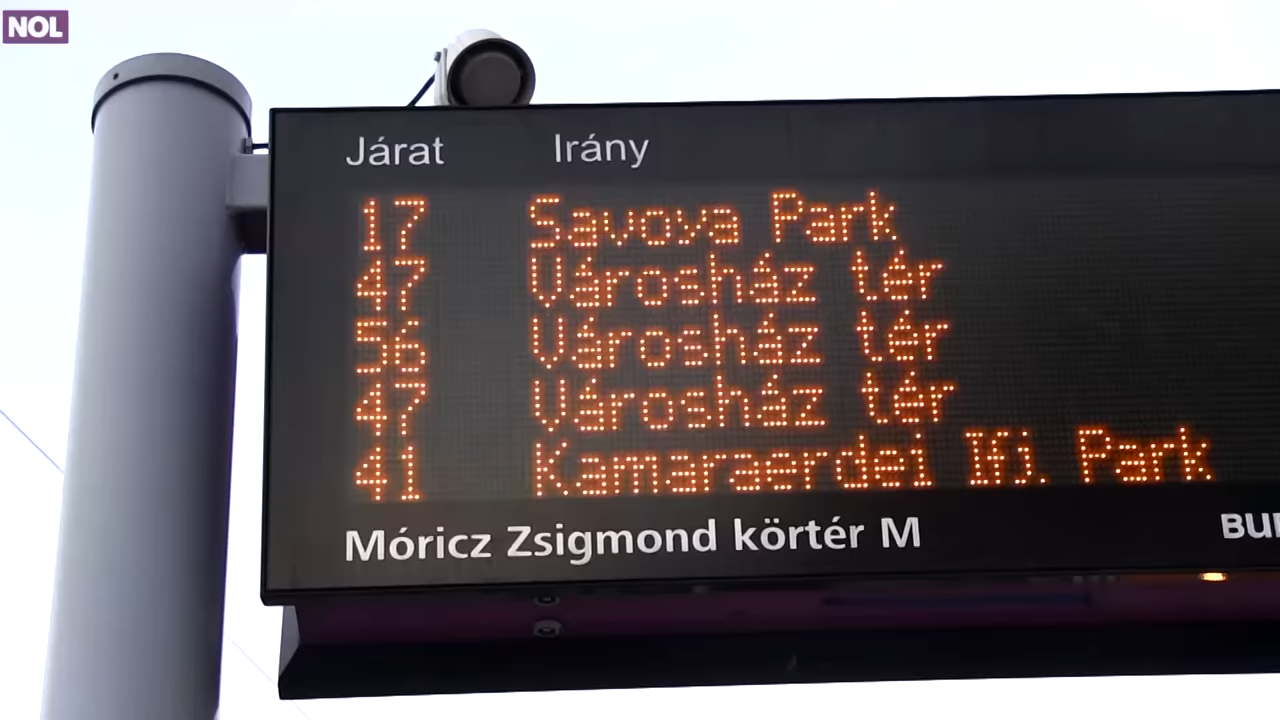 NOL
Járat Irány
17 Savoya Park
47 Városház tér
56 Városház tér
47 Városház tér
41 Kamaraerdei Ifj. Park
Móricz Zsigmond körtér M